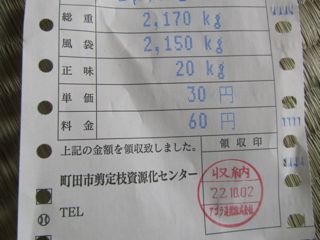 総重 2,170 kg
風袋 2,150 kg
正味 20 kg
単価 30 円
料金 60 円
上記の金額を領収致しました。
領収印
町田市剪定枝資源化センター
収納
'22.10.02
TEL